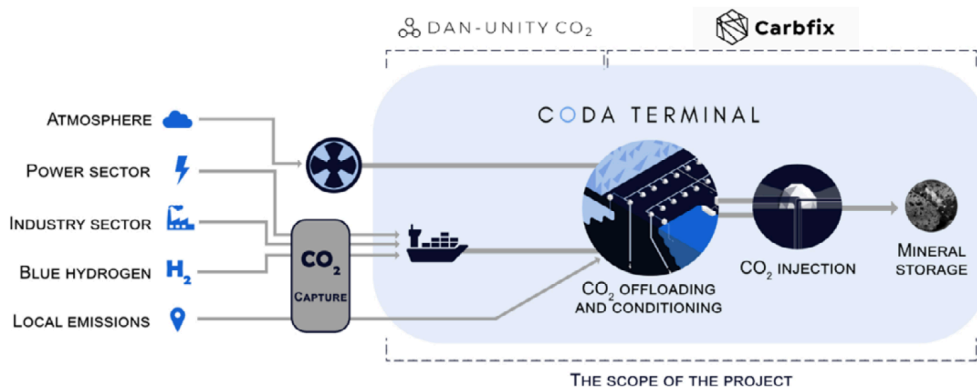 DAN-UNITY CO₂
Carbfix
CODA TERMINAL
ATMOSPHERE
POWER SECTOR
INDUSTRY SECTOR
BLUE HYDROGEN
H₂
LOCAL EMISSIONS
CO₂
CAPTURE
CO₂ OFFLOADING
AND CONDITIONING
CO₂ INJECTION
MINERAL
STORAGE
THE SCOPE OF THE PROJECT